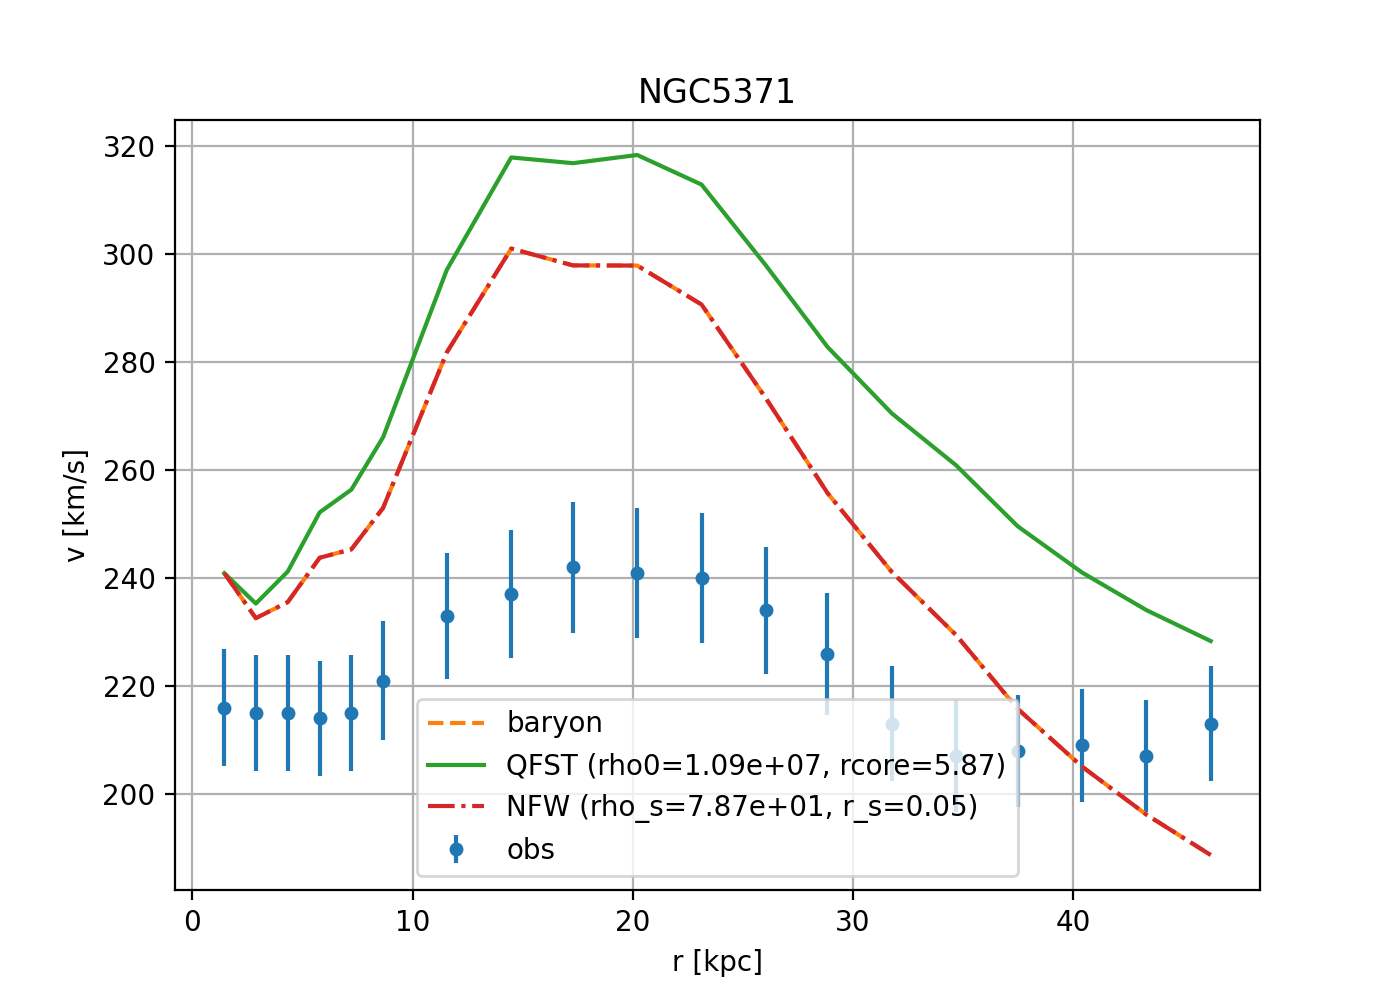 NGC5371
320
300
280
260
240
220
200
v [km/s]
baryon
QFST (rho0=1.09e+07, rcore=5.87)
NFW (rho_s=7.87e+01, r_s=0.05)
obs
0 10 20 30 40
r [kpc]